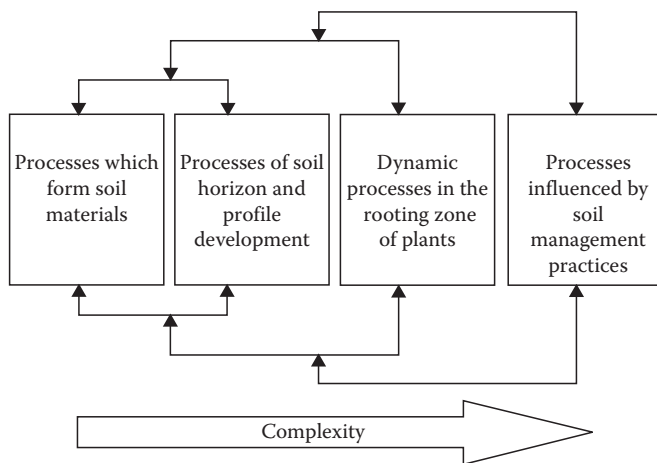 Processes which
form soil
materials
Processes of soil
horizon and
profile
development
Dynamic
processes in the
rooting zone
of plants
Processes
influenced by
soil
management
practices
Complexity